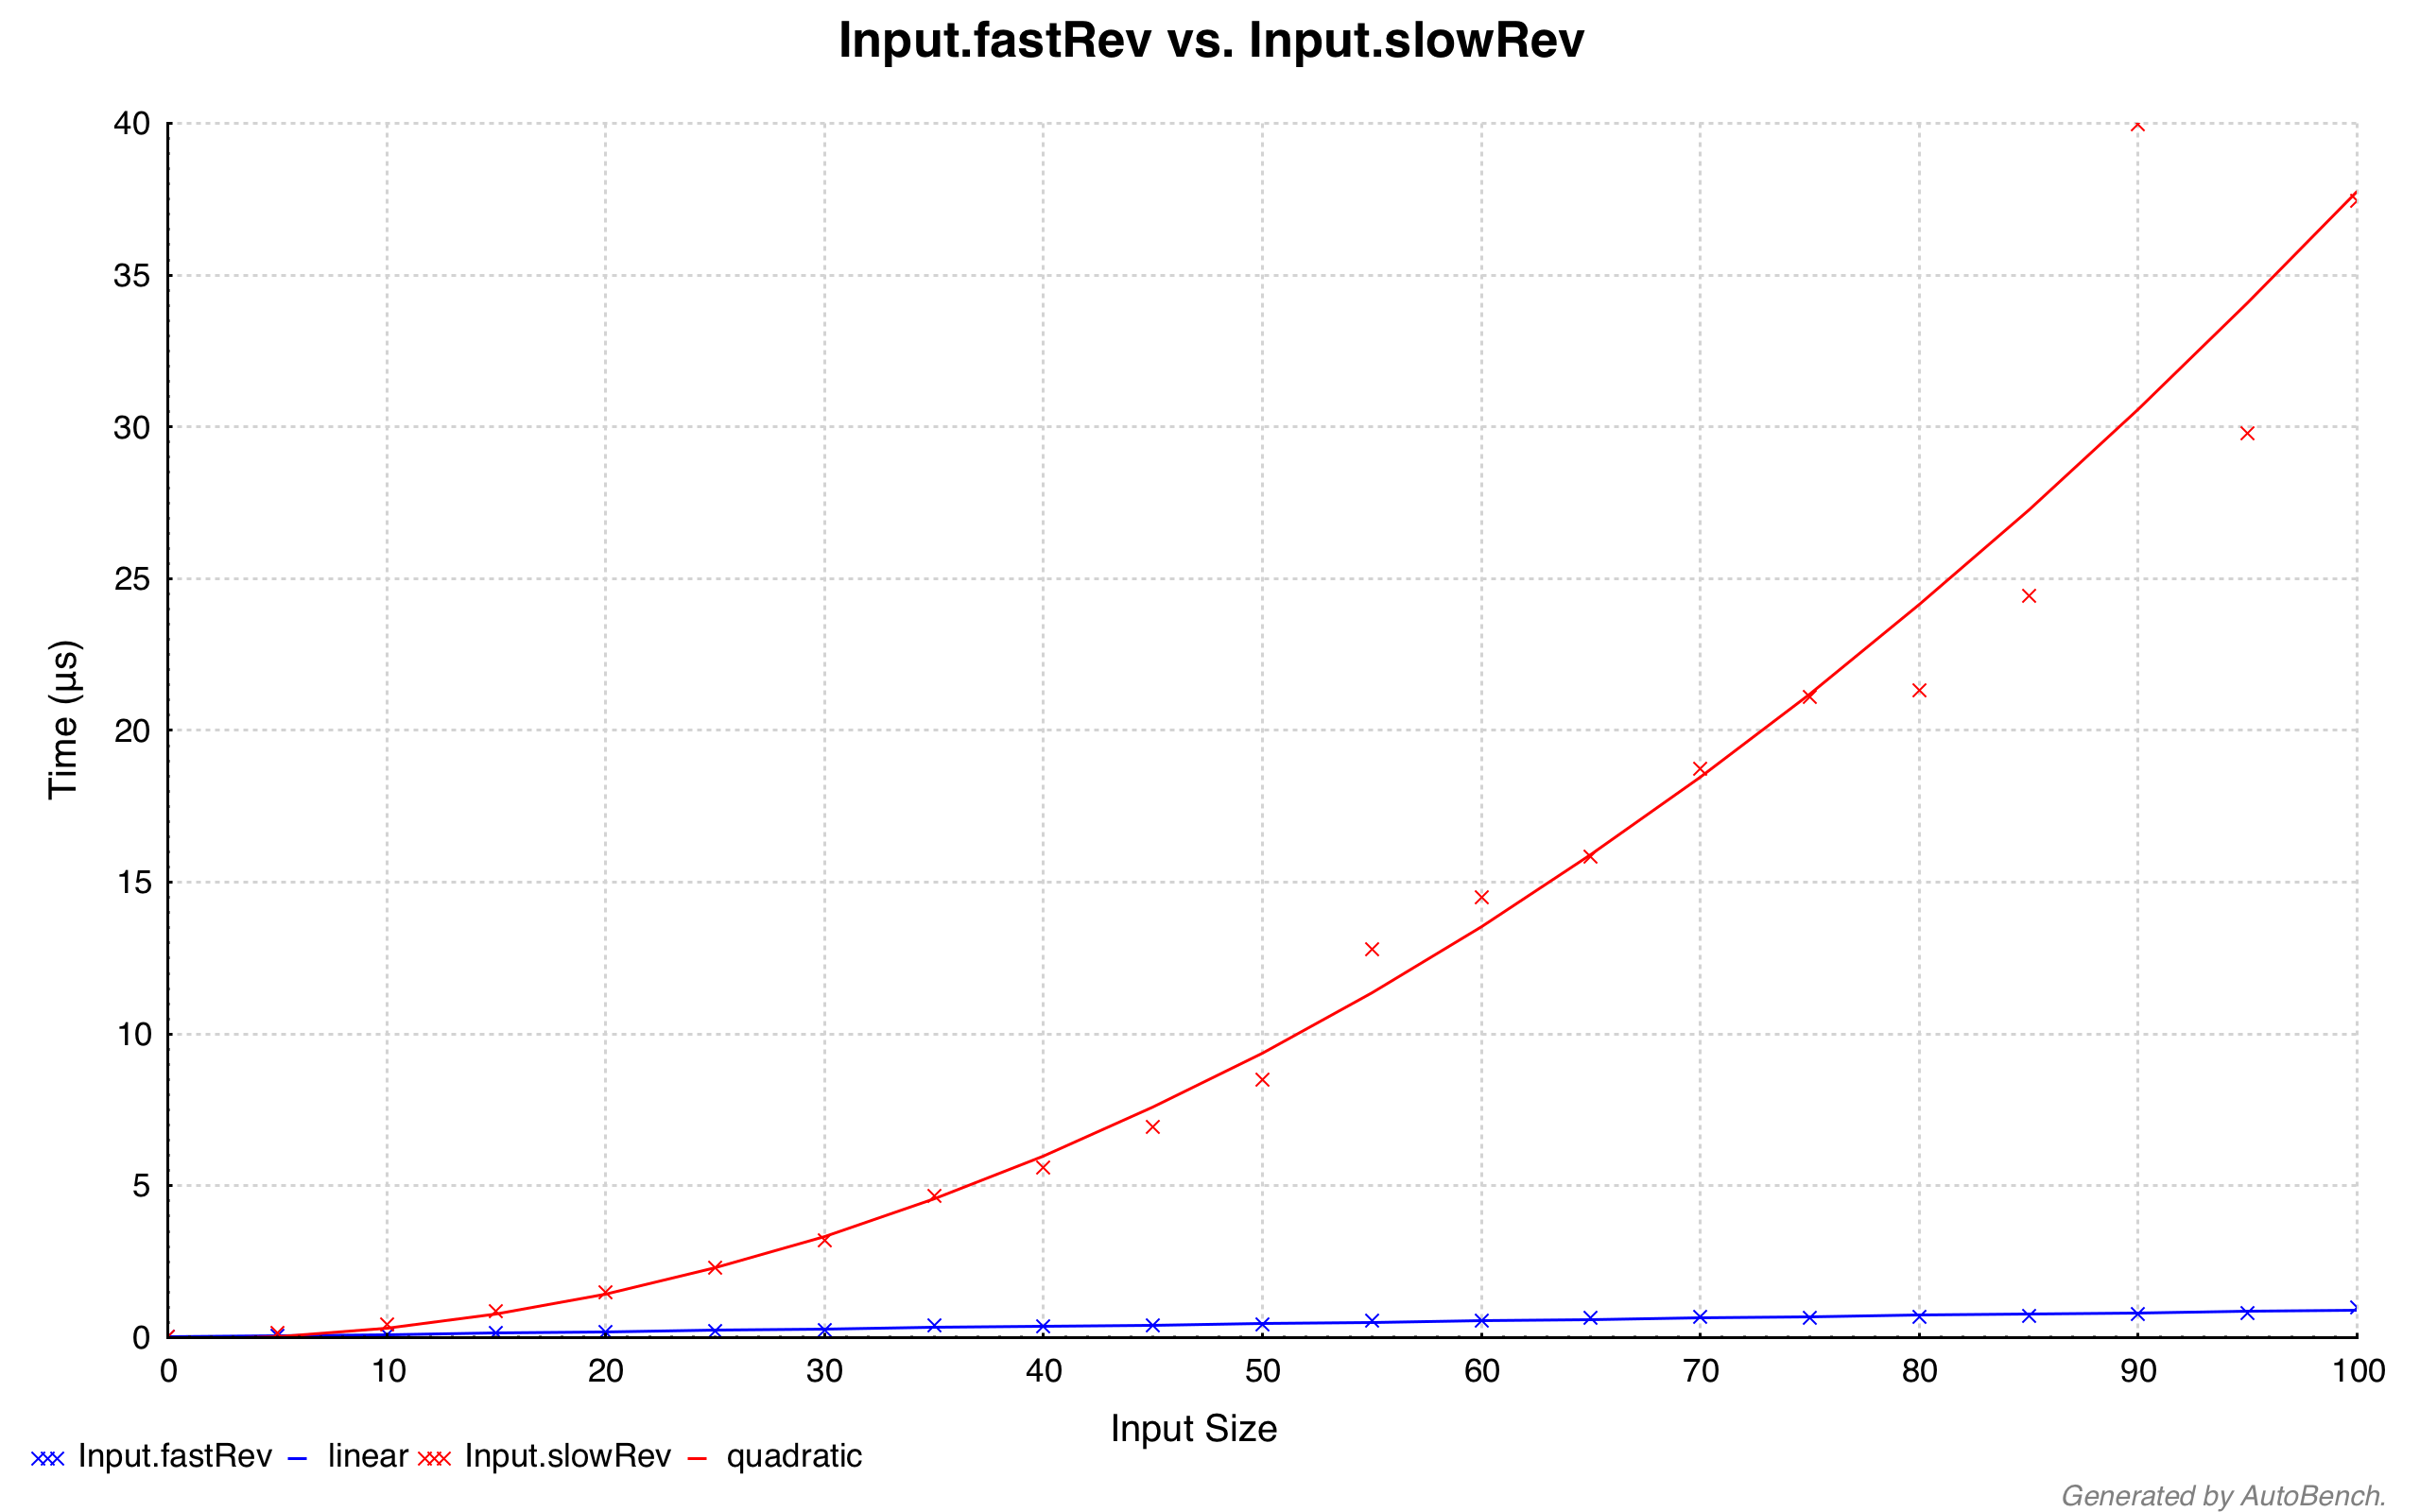 Input.fastRev vs. Input.slowRev
40
35
30
25
20
15
10
5
0
Time (µs)
0 10 20 30 40 50 60 70 80 90 100
Input Size
Input.fastRev linear Input.slowRev quadratic
Generated by AutoBench.